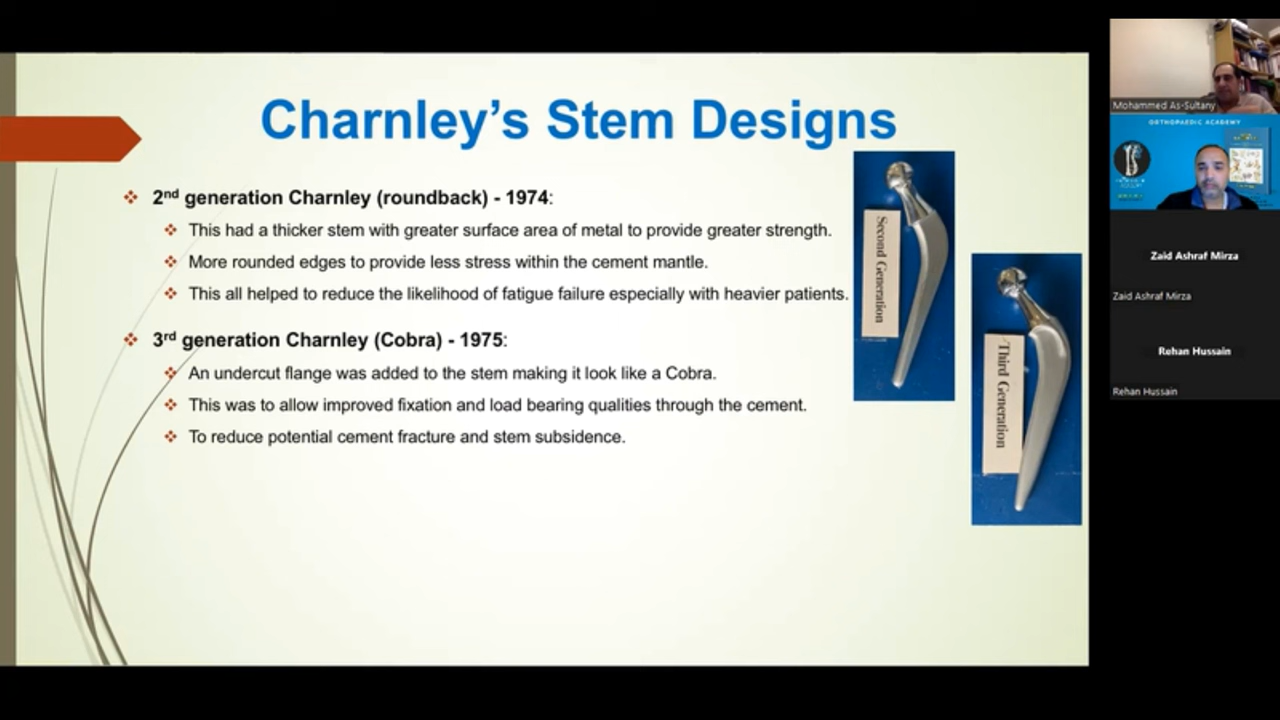 Charnley's Stem Designs
❖ 2nd generation Charnley (roundback) - 1974:
❖ This had a thicker stem with greater surface area of metal to provide greater strength.
❖ More rounded edges to provide less stress within the cement mantle.
❖ This all helped to reduce the likelihood of fatigue failure especially with heavier patients.
❖ 3rd generation Charnley (Cobra) - 1975:
❖ An undercut flange was added to the stem making it look like a Cobra.
❖ This was to allow improved fixation and load bearing qualities through the cement.
❖ To reduce potential cement fracture and stem subsidence.
Second Generation
Third Generation
Mohammed As-Sultany
ORTHOPAEDIC ACADEMY
Zaid Ashraf Mirza
Zaid Ashraf Mirza
Rehan Hussain
Rehan Hussain